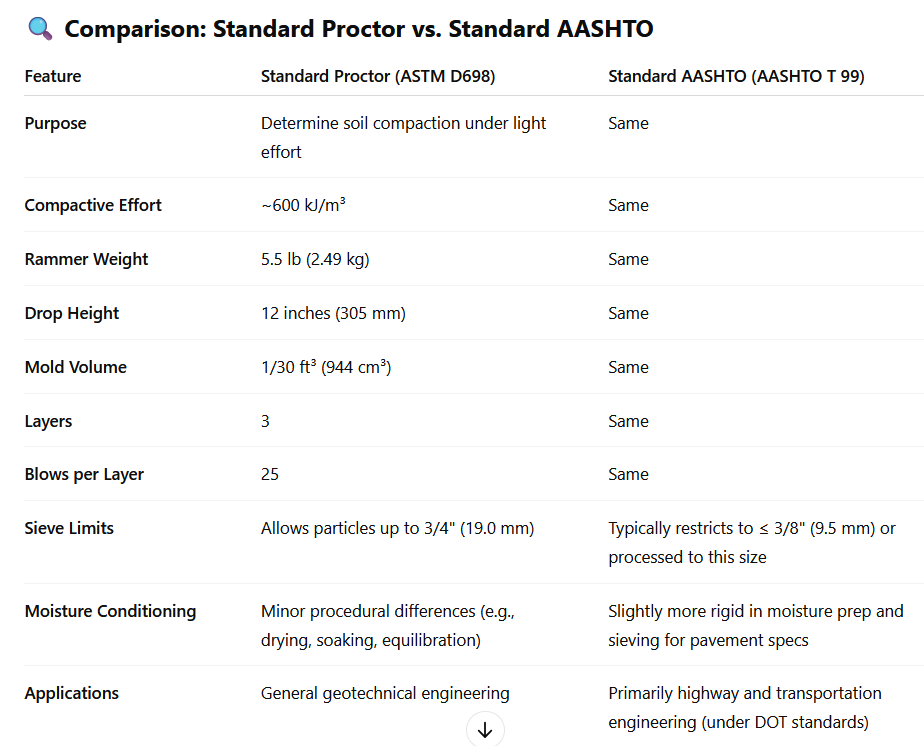 🔍 Comparison: Standard Proctor vs. Standard AASHTO
Feature Standard Proctor (ASTM D698) Standard AASHTO (AASHTO T 99)
Purpose Determine soil compaction under light Same
effort
Compactive Effort ~600 kJ/m³ Same
Rammer Weight 5.5 lb (2.49 kg) Same
Drop Height 12 inches (305 mm) Same
Mold Volume 1/30 ft³ (944 cm³) Same
Layers 3 Same
Blows per Layer 25 Same
Sieve Limits Allows particles up to 3/4" (19.0 mm) Typically restricts to ≤ 3/8" (9.5 mm) or
processed to this size
Moisture Conditioning Minor procedural differences (e.g., Slightly more rigid in moisture prep and
drying, soaking, equilibration) sieving for pavement specs
Applications General geotechnical engineering Primarily highway and transportation
engineering (under DOT standards)